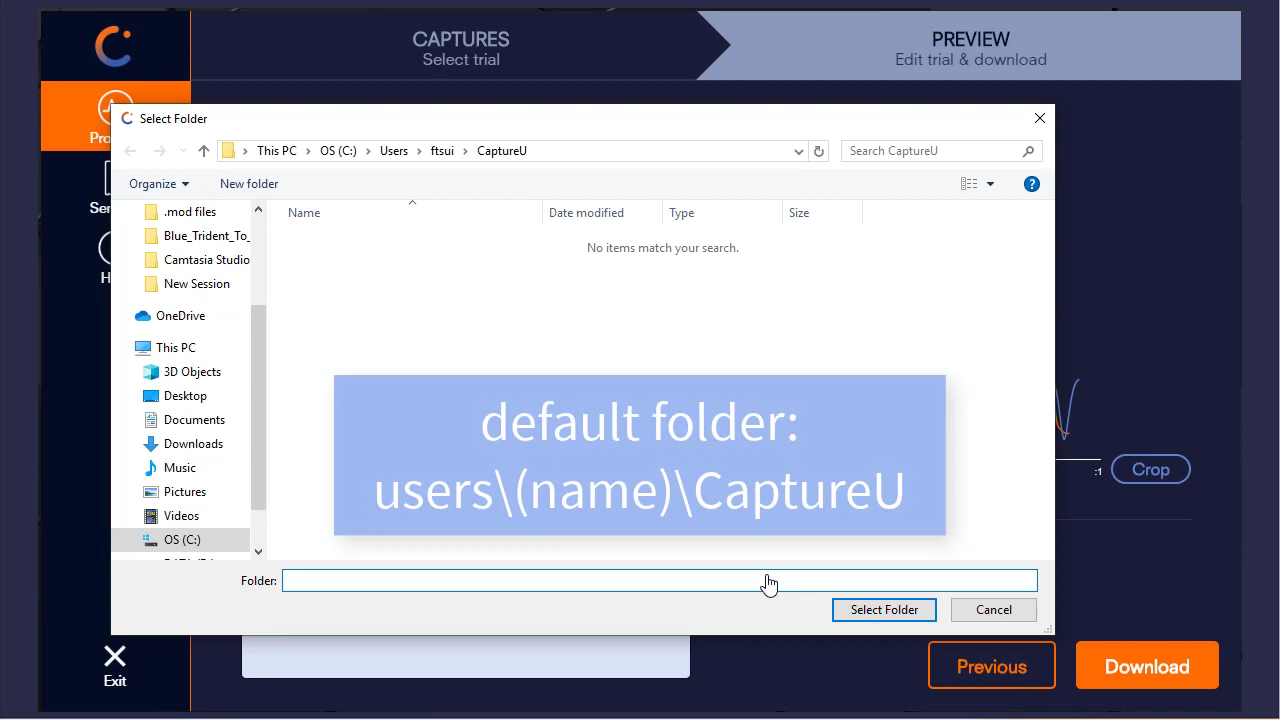 CAPTURES
Select trial
PREVIEW
Edit trial & download
Select Folder
This PC > OS (C:) > Users > ftsui > CaptureU
Search CaptureU
Organize
New folder
?
.mod files
Blue_Trident_To_
Camtasia Studio
New Session
OneDrive
This PC
3D Objects
Desktop
Documents
Downloads
Music
Pictures
Videos
OS (C:)
Name
Date modified
Type
Size
No items match your search.
default folder:
users\(name)\CaptureU
Folder:
Select Folder
Cancel
Pro
Ser
H
:1
Crop
Exit
Previous
Download